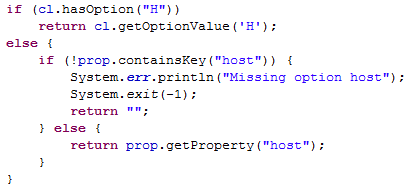 if (cl.hasOption("H"))
    return cl.getOptionValue('H');
else {
    if (!prop.containsKey("host")) {
        System.err.println("Missing option host");
        System.exit(-1);
        return "";
    } else {
        return prop.getProperty("host");
    }
}